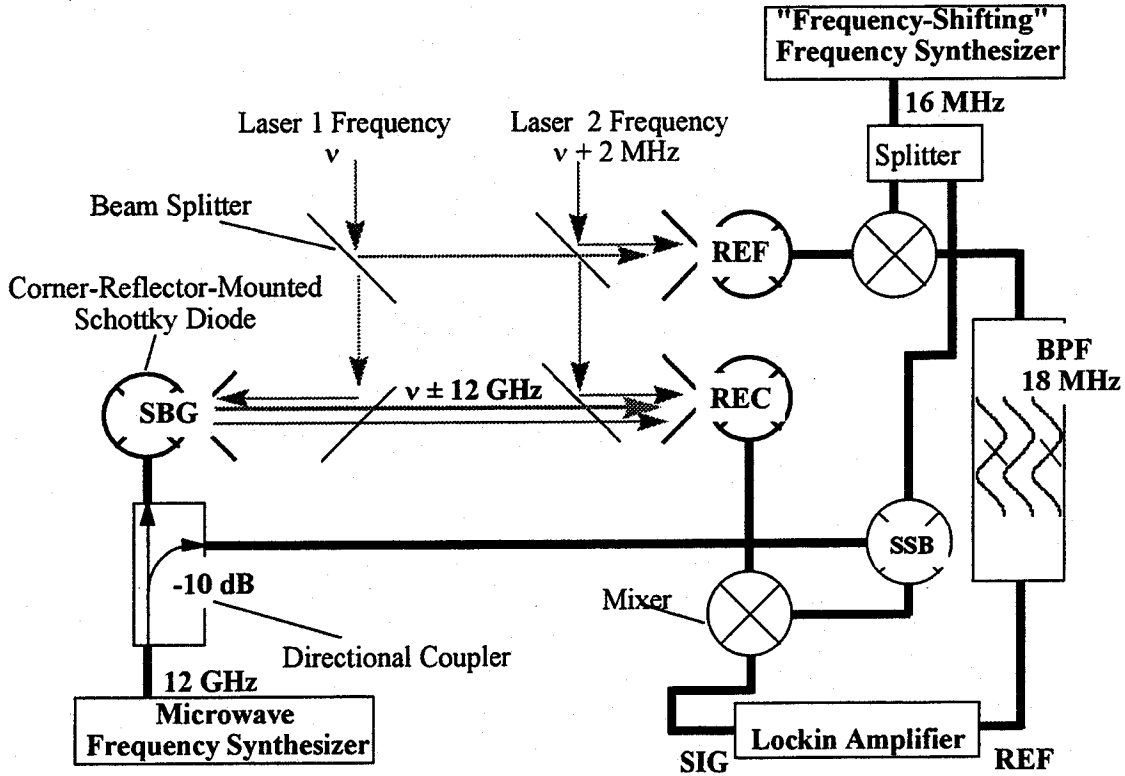 "Frequency-Shifting"
Frequency Synthesizer
16 MHz
Splitter
Laser 1 Frequency
ν
Laser 2 Frequency
ν + 2 MHz
Beam Splitter
REF
Corner-Reflector-Mounted
Schottky Diode
BPF
18 MHz
SBG
ν ± 12 GHz
REC
SSB
-10 dB
Mixer
Directional Coupler
12 GHz
Microwave
Frequency Synthesizer
Lockin Amplifier
SIG
REF